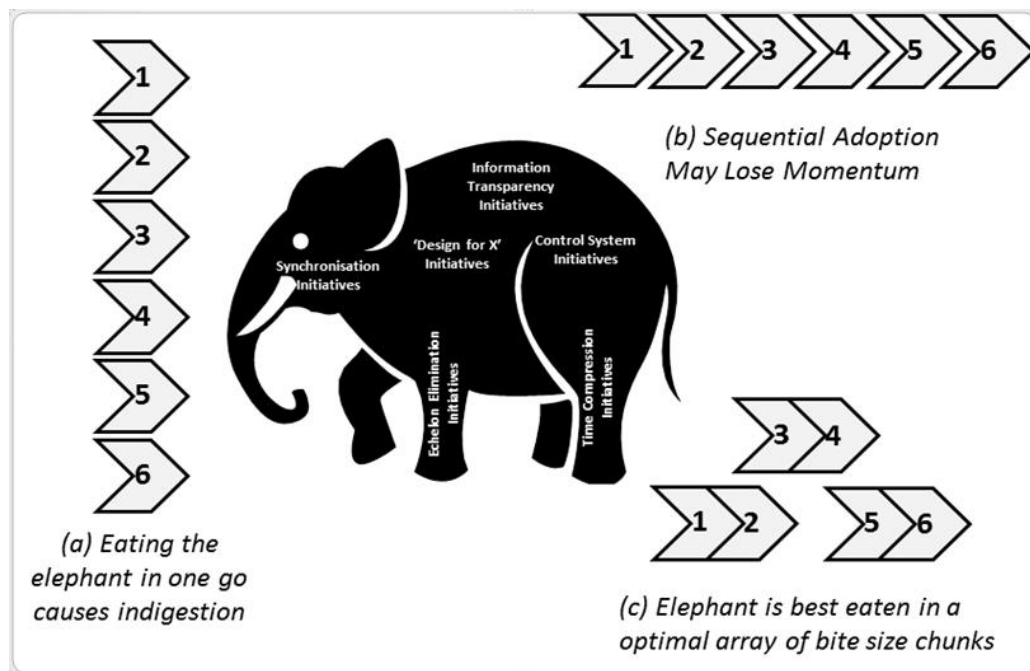 1
2
3
4
5
6
(a) Eating the
elephant in one go
causes indigestion
1 2 3 4 5 6
(b) Sequential Adoption
May Lose Momentum
Information
Transparency
Initiatives
Synchronisation
Initiatives
'Design for X'
Initiatives
Control System
Initiatives
Echelon Elimination
Initiatives
Time Compression
Initiatives
3 4
1 2 5 6
(c) Elephant is best eaten in a
optimal array of bite size chunks